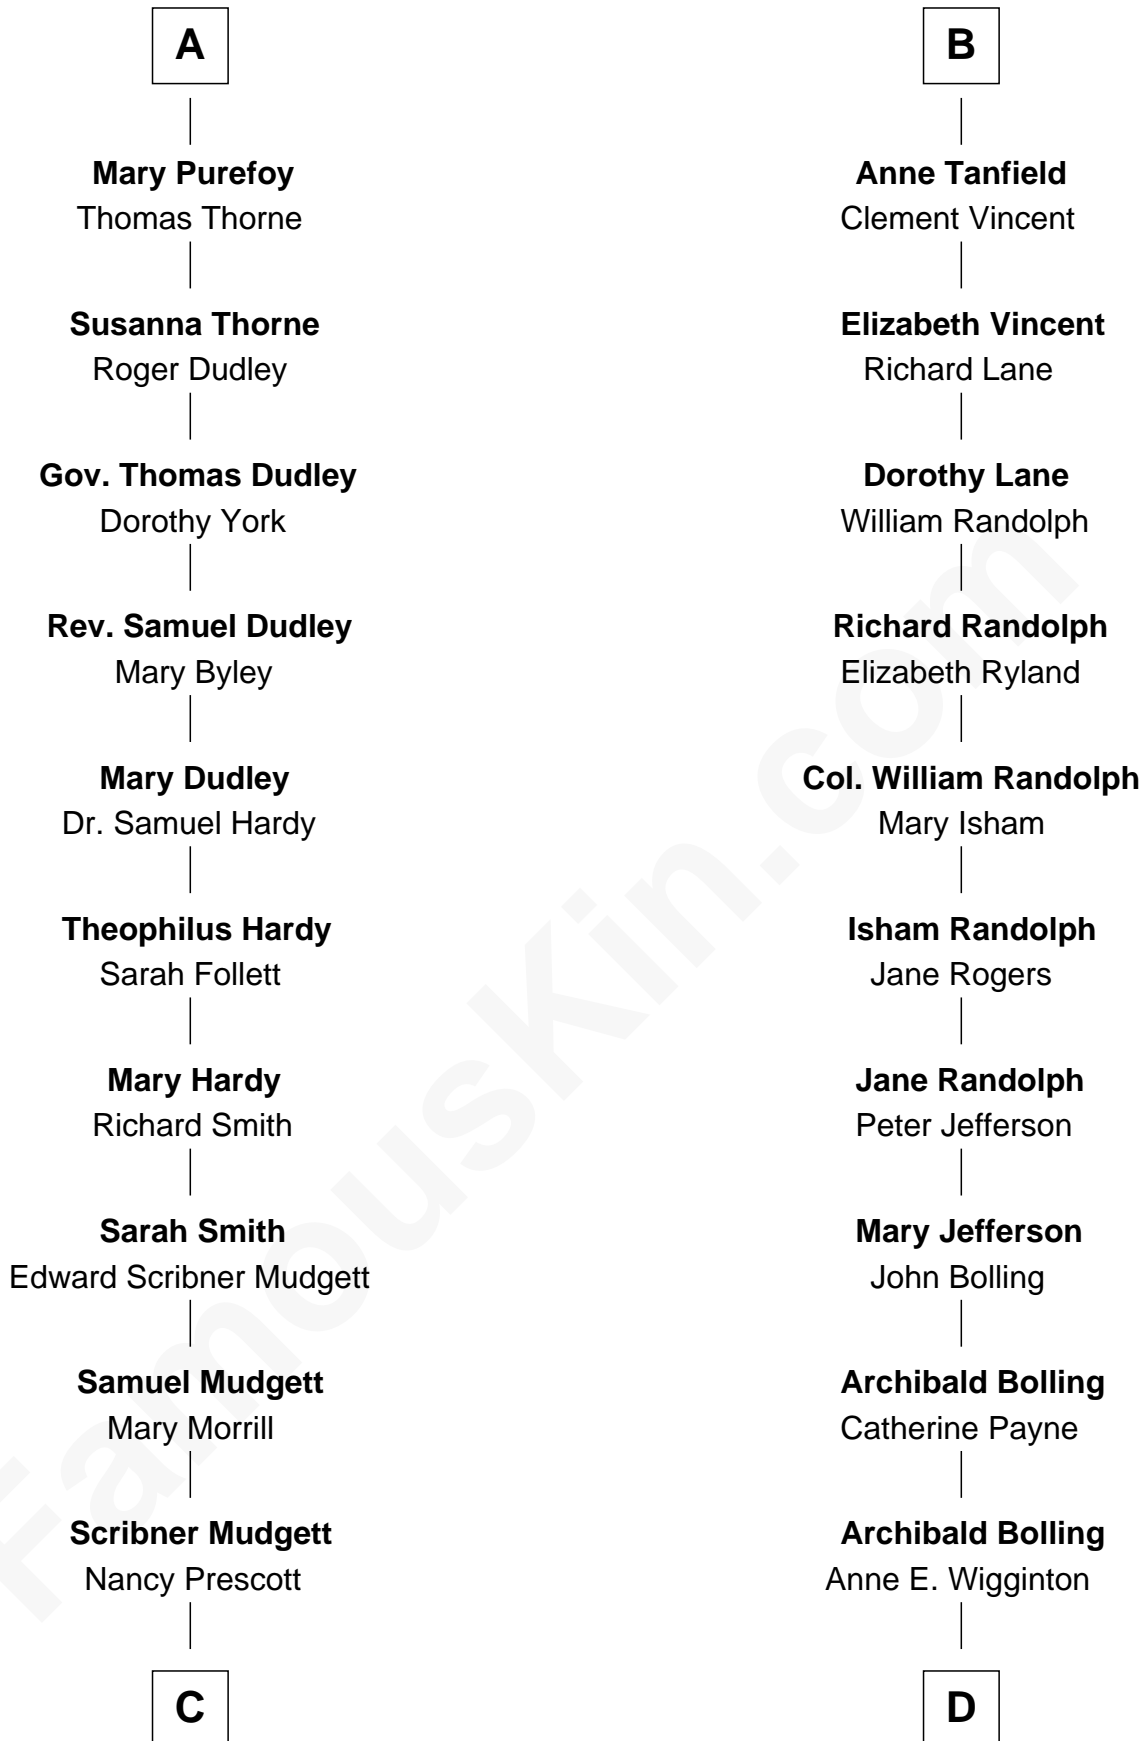 A
Mary Purefoy
Thomas Thorne
Susanna Thorne
Roger Dudley
Gov. Thomas Dudley
Dorothy York
Rev. Samuel Dudley
Mary Byley
Mary Dudley
Dr. Samuel Hardy
Theophilus Hardy
Sarah Follett
Mary Hardy
Richard Smith
Sarah Smith
Edward Scribner Mudgett
Samuel Mudgett
Mary Morrill
Scribner Mudgett
Nancy Prescott
C
B
Anne Tanfield
Clement Vincent
Elizabeth Vincent
Richard Lane
Dorothy Lane
William Randolph
Richard Randolph
Elizabeth Ryland
Col. William Randolph
Mary Isham
Isham Randolph
Jane Rogers
Jane Randolph
Peter Jefferson
Mary Jefferson
John Bolling
Archibald Bolling
Catherine Payne
Archibald Bolling
Anne E. Wigginton
D
FamousKin.com